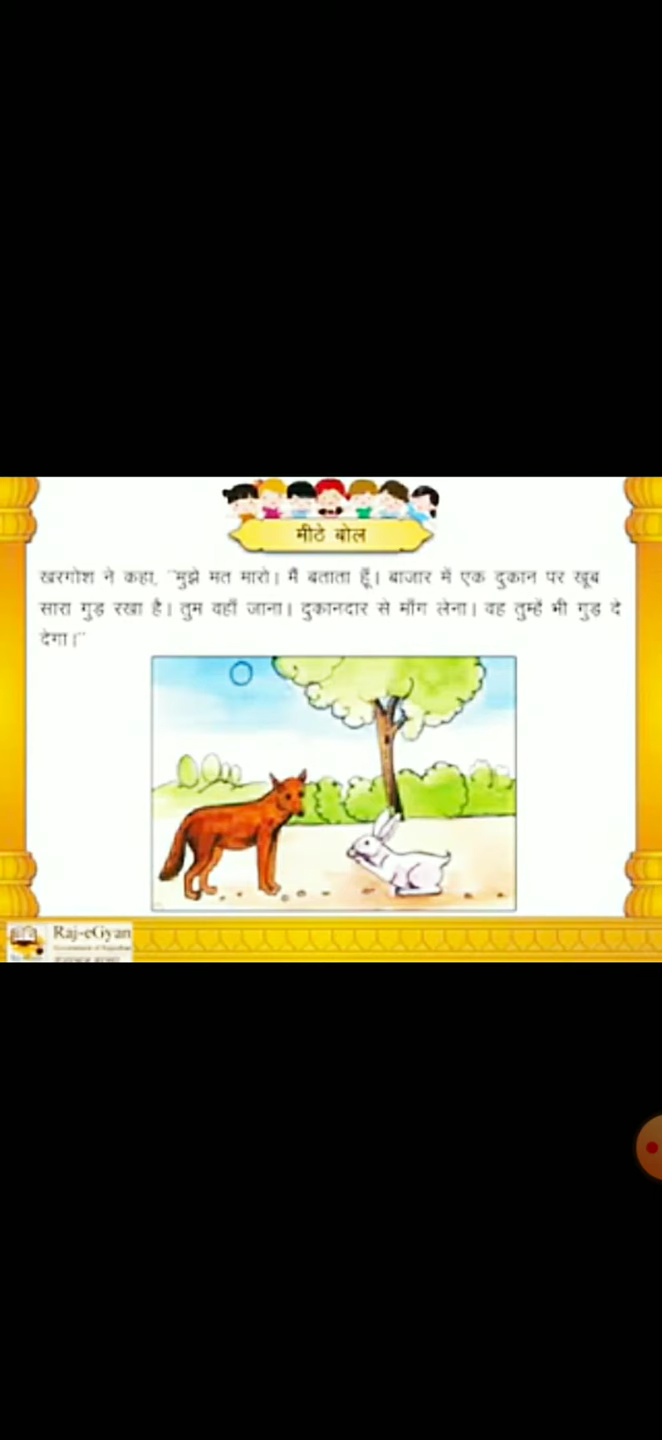 मीठे बोल
खरगोश ने कहा, "मुझे मत मारो। मैं बताता हूँ। बाजार में एक दुकान पर खूब
सारा गुड़ रखा है। तुम वहाँ जाना। दुकानदार से माँग लेना। वह तुम्हें भी गुड़ दे
देगा।"
Raj-eGyan